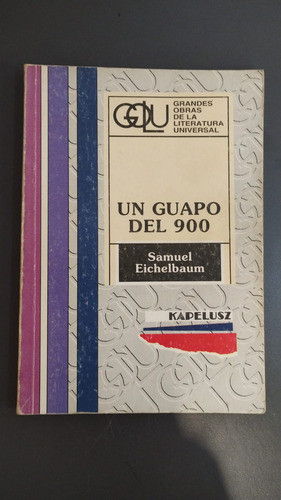 GOLU
GRANDES
OBRAS
DE LA
LITERATURA
UNIVERSAL
UN GUAPO
DEL 900
Samuel
Eichelbaum
KAPELUSZ